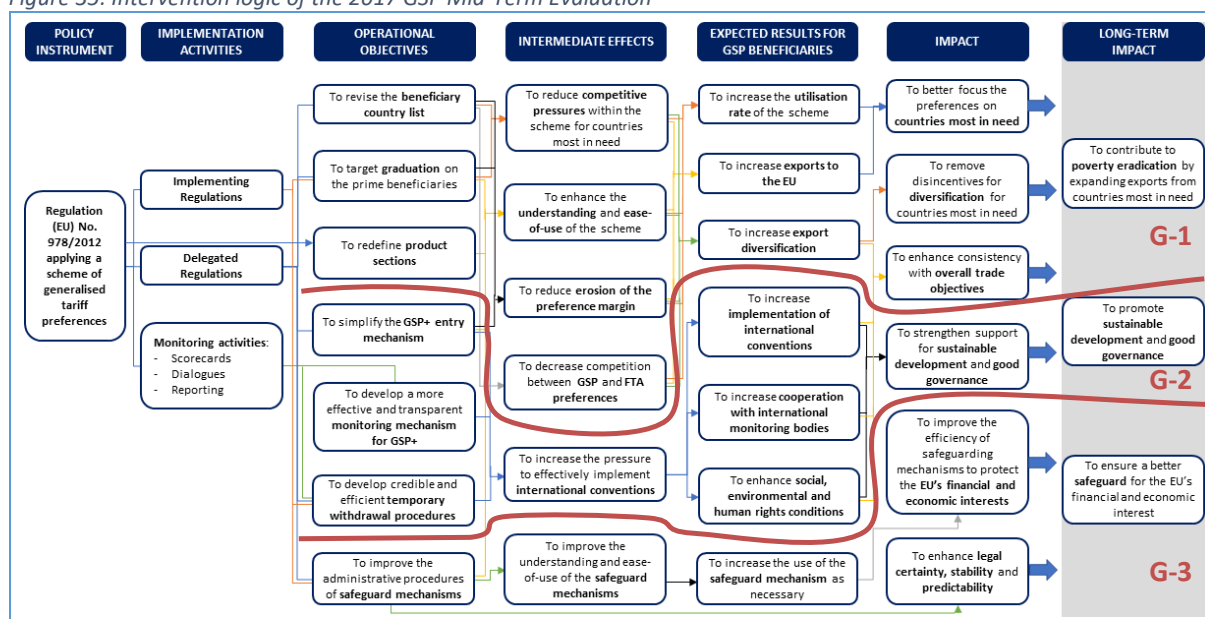 Figure 35: Intervention logic of the 2017 GSP Mid-Term Evaluation
POLICY
INSTRUMENT
IMPLEMENTATION
ACTIVITIES
OPERATIONAL
OBJECTIVES
INTERMEDIATE EFFECTS
EXPECTED RESULTS FOR
GSP BENEFICIARIES
IMPACT
LONG-TERM
IMPACT
Regulation
(EU) No.
978/2012
applying a
scheme of
generalised
tariff
preferences
Implementing
Regulations
Delegated
Regulations
Monitoring activities:
- Scorecards
- Dialogues
- Reporting
To revise the beneficiary
country list
To target graduation on
the prime beneficiaries
To redefine product
sections
To simplify the GSP+ entry
mechanism
To develop a more
effective and transparent
monitoring mechanism
for GSP+
To develop credible and
efficient temporary
withdrawal procedures
To improve the
administrative procedures
of safeguard mechanisms
To reduce competitive
pressures within the
scheme for countries
most in need
To enhance the
understanding and ease-
of-use of the scheme
To reduce erosion of the
preference margin
To decrease competition
between GSP and FTA
preferences
To increase the pressure
to effectively implement
international conventions
To improve the
understanding and ease-
of-use of the safeguard
mechanisms
To increase the utilisation
rate of the scheme
To increase exports to
the EU
To increase export
diversification
To increase
implementation of
international
conventions
To increase cooperation
with international
monitoring bodies
To enhance social,
environmental and
human rights conditions
To increase the use of the
safeguard mechanism as
necessary
To better focus the
preferences on
countries most in need
To remove
disincentives for
diversification for
countries most in need
To enhance consistency
with overall trade
objectives
To strengthen support
for sustainable
development and good
governance
To improve the
efficiency of
safeguarding
mechanisms to protect
the EU's financial and
economic interests
To enhance legal
certainty, stability and
predictability
To contribute to
poverty eradication by
expanding exports from
countries most in need
G-1
To promote
sustainable
development and good
governance
G-2
To ensure a better
safeguard for the EU's
financial and economic
interest
G-3